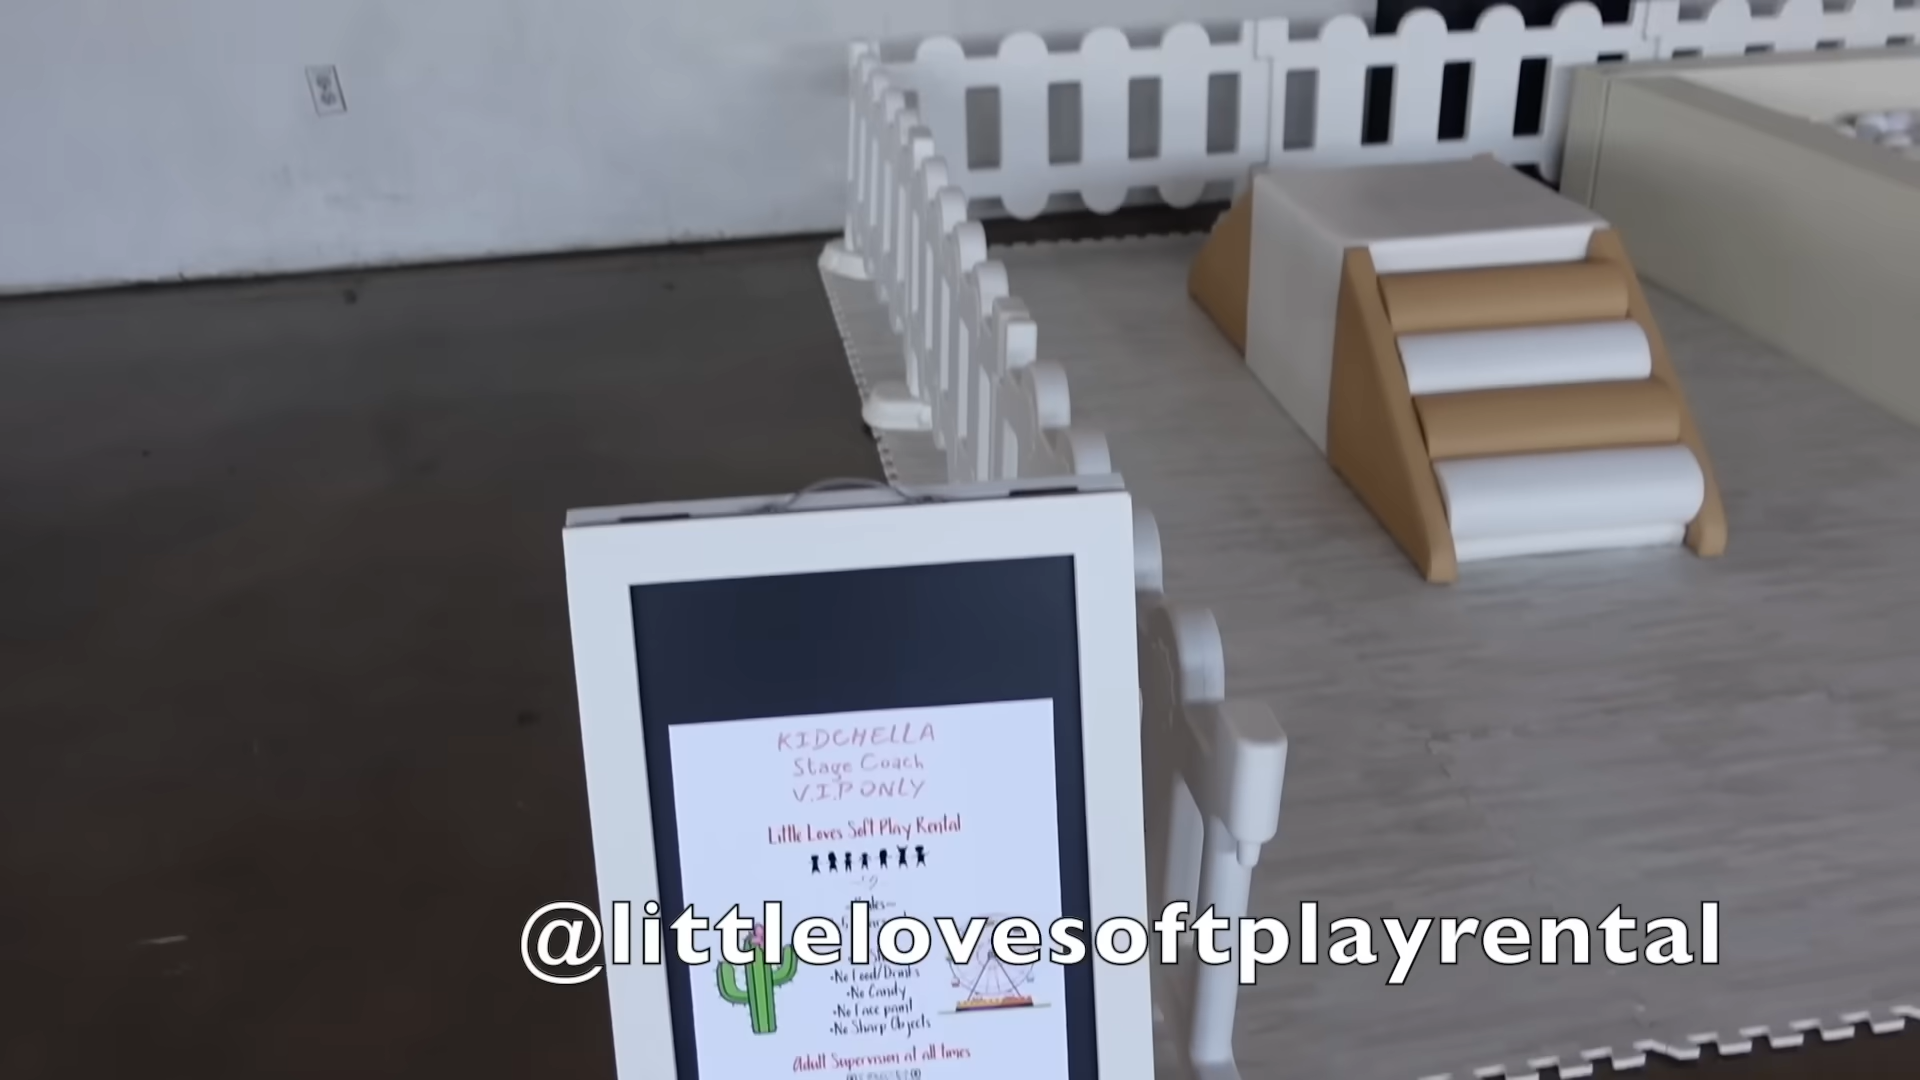 KIDCHELLA
Stage Coach
V.I.P ONLY
Little Loves Soft Play Rental
@littlelovesoftplayrental
•No Food/Drinks
•No Candy
•No Face paint
•No Sharp Objects
Adult Supervision at all times